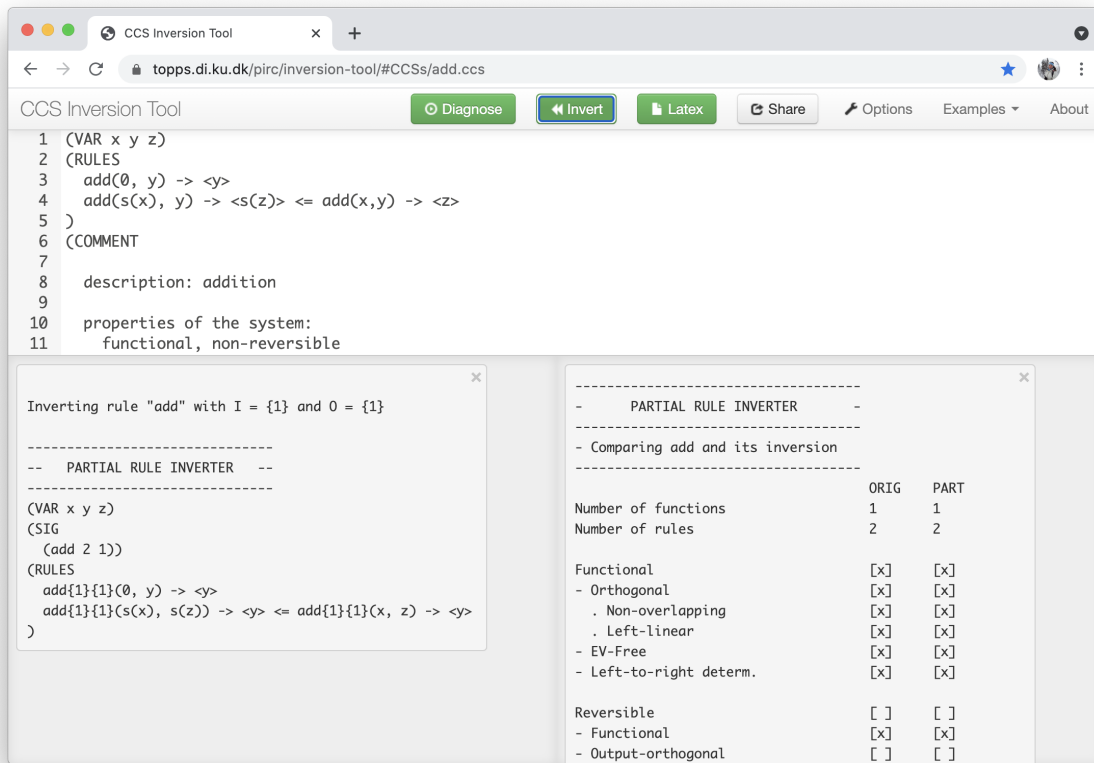 CCS Inversion Tool
topps.di.ku.dk/pirc/inversion-tool/#CCSs/add.ccs
CCS Inversion Tool Diagnose Invert Latex Share Options Examples About
1 (VAR x y z)
2 (RULES
3 add(0, y) -> <y>
4 add(s(x), y) -> <s(z)> <= add(x,y) -> <z>
5 )
6 (COMMENT
7
8 description: addition
9
10 properties of the system:
11 functional, non-reversible
Inverting rule "add" with I = {1} and O = {1}
-------------------------------
-- PARTIAL RULE INVERTER --
-------------------------------
(VAR x y z)
(SIG
(add 2 1))
(RULES
add{1}{1}(0, y) -> <y>
add{1}{1}(s(x), s(z)) -> <y> <= add{1}{1}(x, z) -> <y>
)
------------------------------------
- PARTIAL RULE INVERTER -
------------------------------------
- Comparing add and its inversion
------------------------------------
ORIG PART
Number of functions 1 1
Number of rules 2 2
Functional [x] [x]
- Orthogonal [x] [x]
. Non-overlapping [x] [x]
. Left-linear [x] [x]
- EV-Free [x] [x]
- Left-to-right determ. [x] [x]
Reversible [ ] [ ]
- Functional [x] [x]
- Output-orthogonal [ ] [ ]